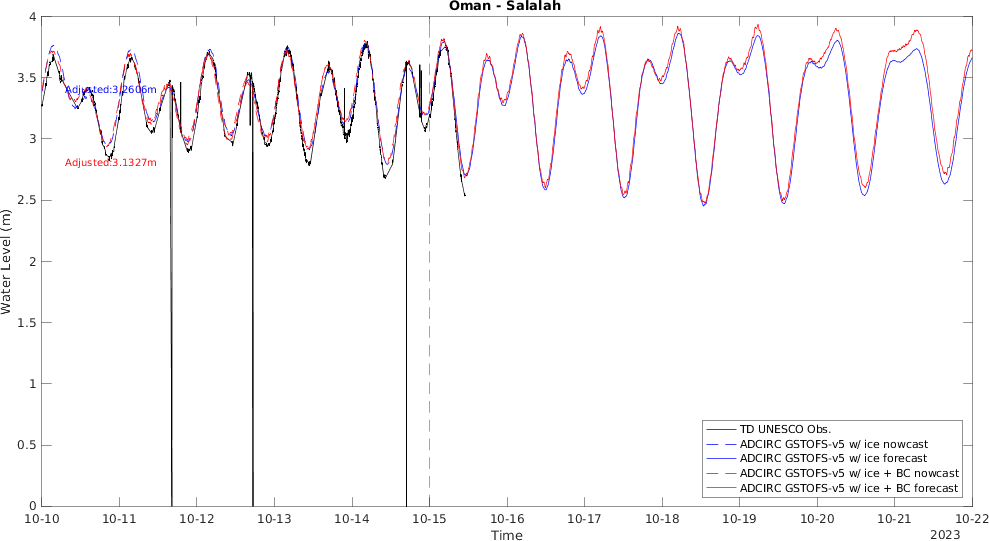 Oman - Salalah
4
3.5
3
2.5
2
1.5
1
0.5
0
Water Level (m)
Adjusted:3.2606m
Adjusted:3.1327m
TD UNESCO Obs.
ADCIRC GSTOFS-v5 w/ ice nowcast
ADCIRC GSTOFS-v5 w/ ice forecast
ADCIRC GSTOFS-v5 w/ ice + BC nowcast
ADCIRC GSTOFS-v5 w/ ice + BC forecast
10-10 10-11 10-12 10-13 10-14 10-15 10-16 10-17 10-18 10-19 10-20 10-21 10-22
Time
2023